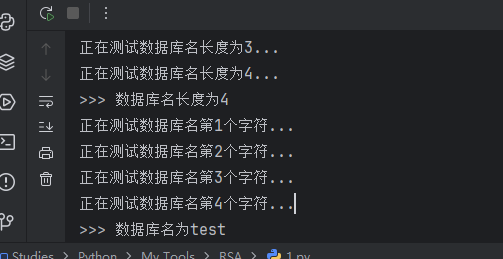 正在测试数据库名长度为3...
正在测试数据库名长度为4...
>>> 数据库名长度为4
正在测试数据库名第1个字符...
正在测试数据库名第2个字符...
正在测试数据库名第3个字符...
正在测试数据库名第4个字符...
>>> 数据库名为test
Studies > Python > My Tools > RSA > 1.py